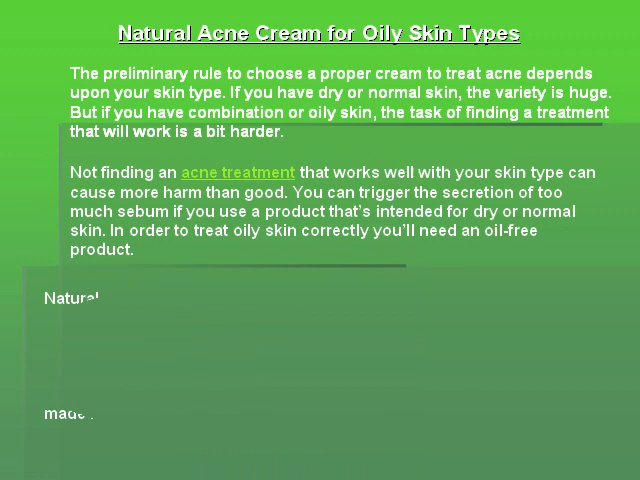 Natural Acne Cream for Oily Skin Types
The preliminary rule to choose a proper cream to treat acne depends
upon your skin type. If you have dry or normal skin, the variety is huge.
But if you have combination or oily skin, the task of finding a treatment
that will work is a bit harder.
Not finding an acne treatment that works well with your skin type can
cause more harm than good. You can trigger the secretion of too
much sebum if you use a product that’s intended for dry or normal
skin. In order to treat oily skin correctly you’ll need an oil-free
product.
Natural
made